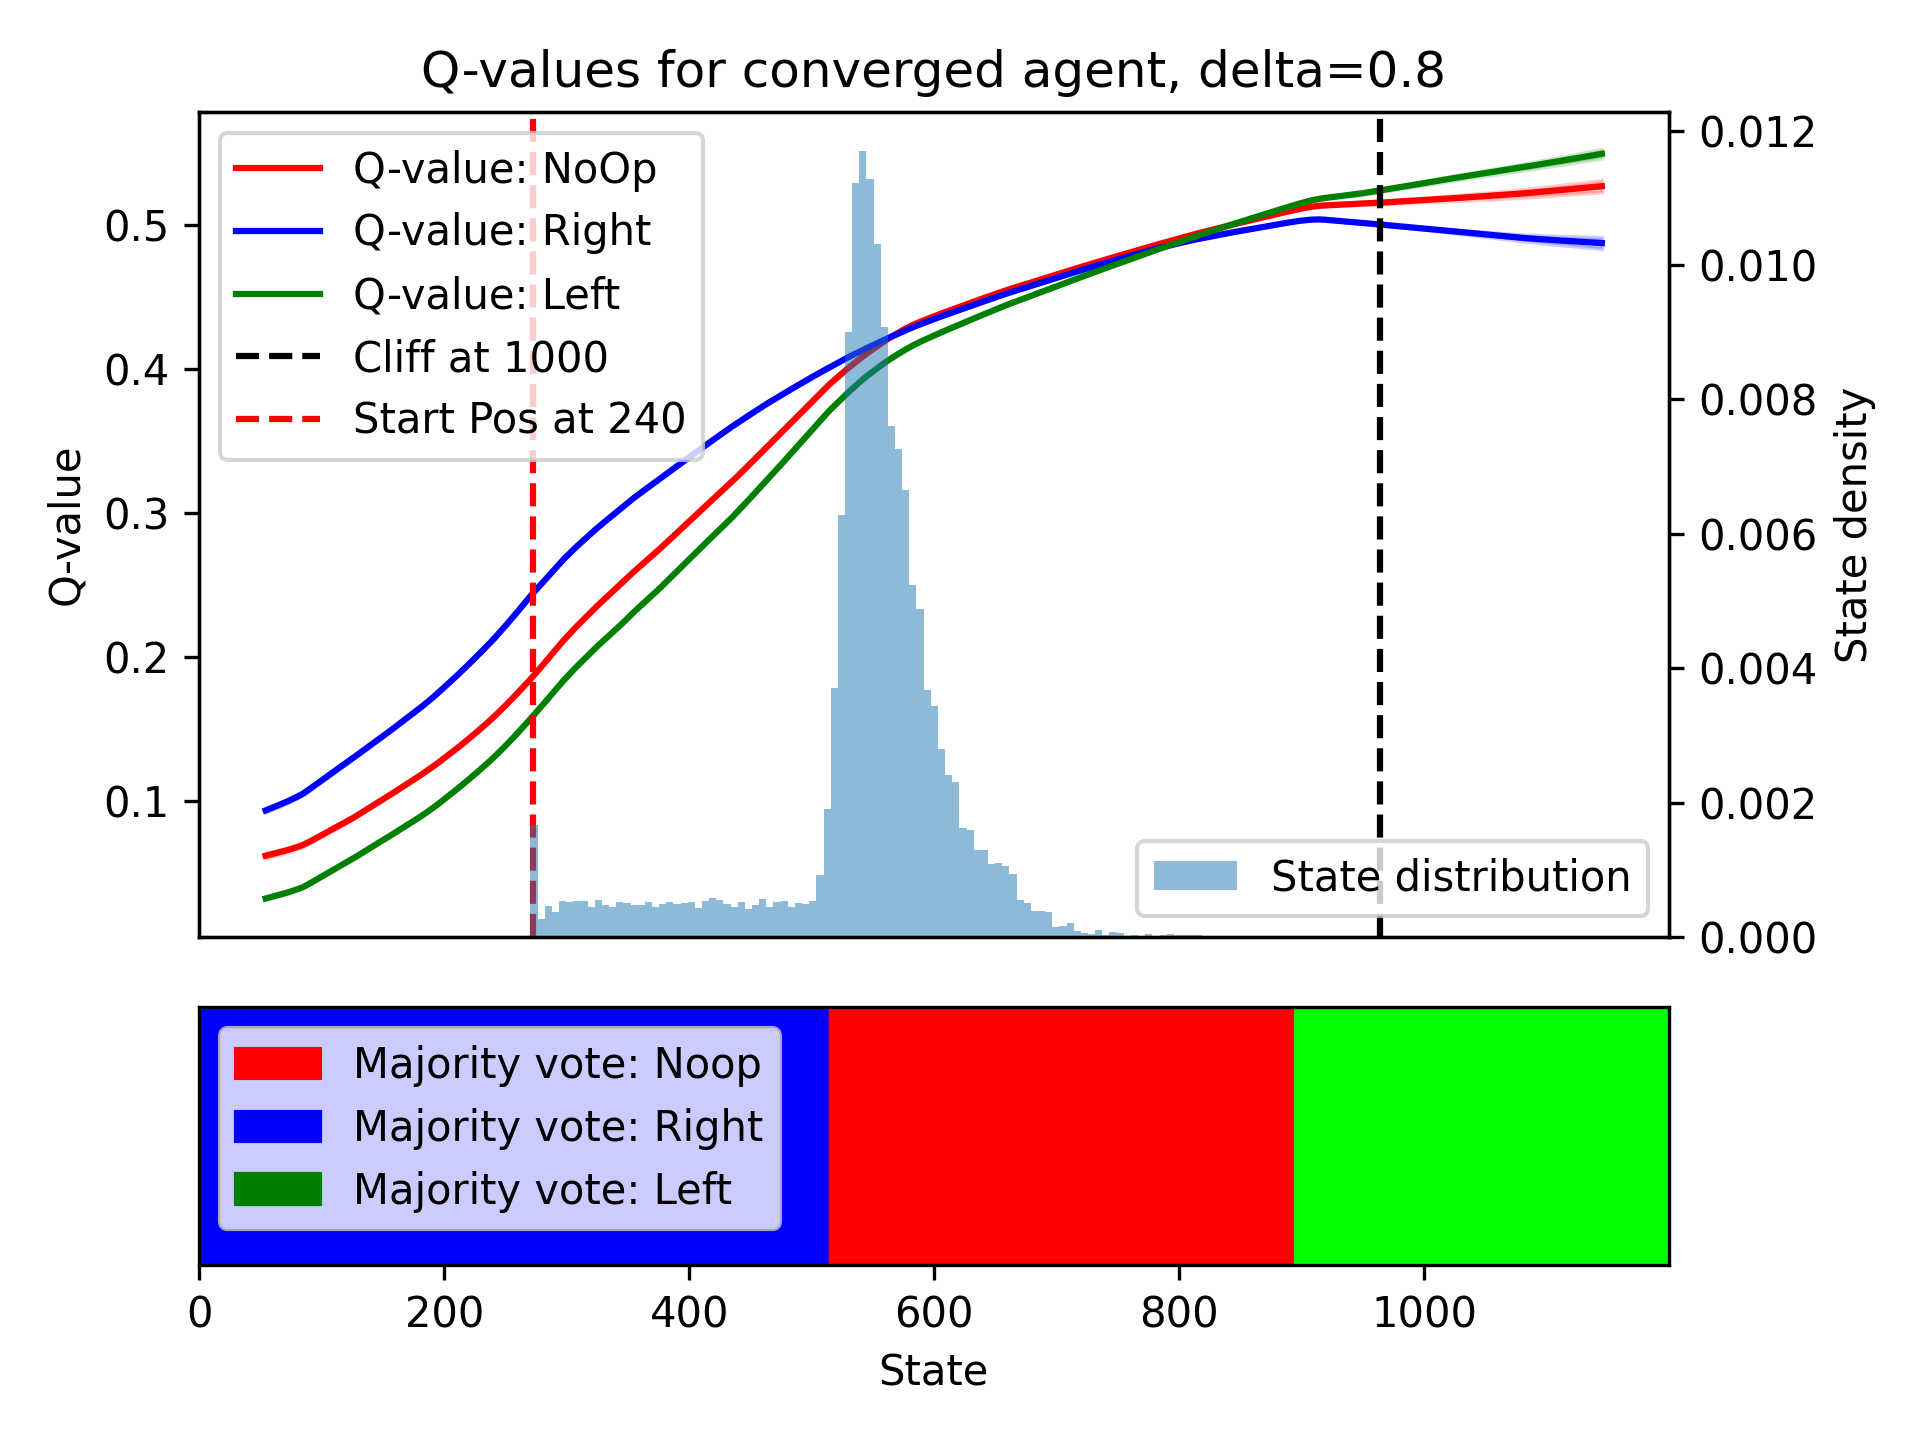 Q-values for converged agent, delta=0.8
Q-value: NoOp
Q-value: Right
Q-value: Left
Cliff at 1000
Start Pos at 240
0.5
0.4
0.3
0.2
0.1
Q-value
0.012
0.010
0.008
0.006
0.004
0.002
0.000
State density
State distribution
Majority vote: Noop
Majority vote: Right
Majority vote: Left
0 200 400 600 800 1000
State